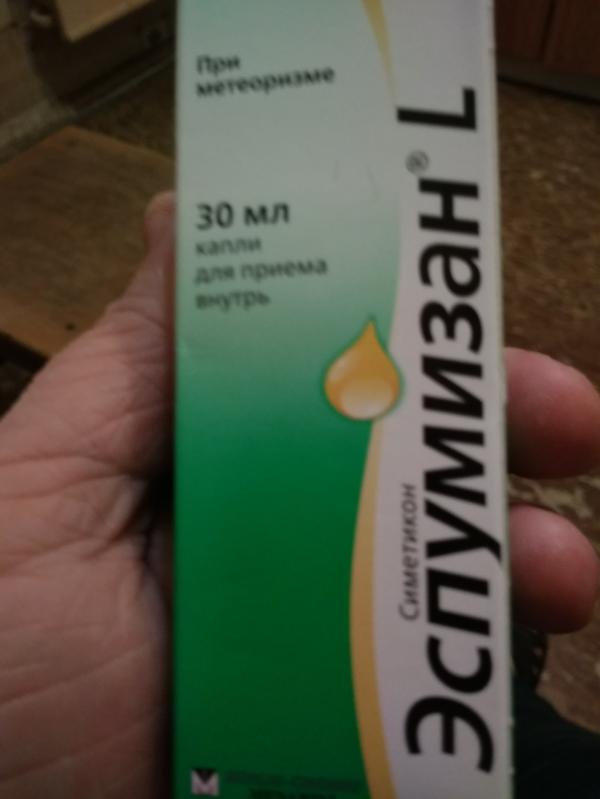 При
метеоризме
30 мл
капли
для приема
внутрь
Эспумизан® L
Симетикон